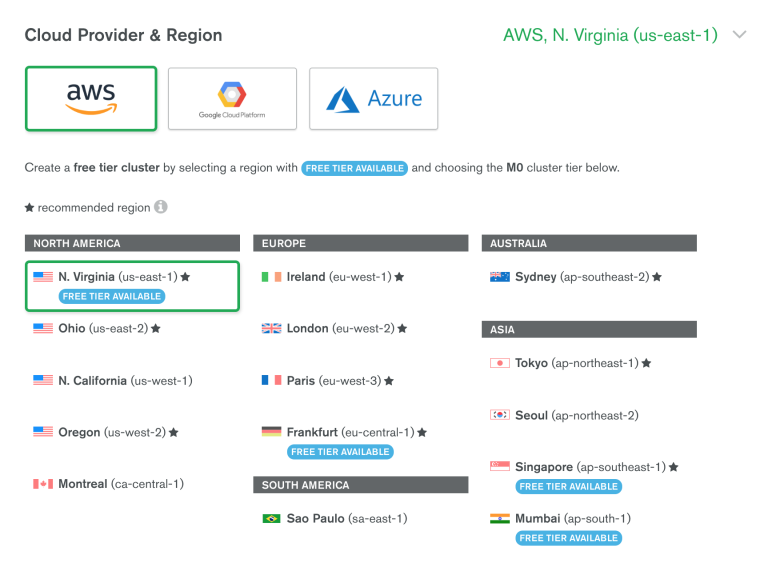 Cloud Provider & Region
AWS, N. Virginia (us-east-1)
aws
Google Cloud Platform
Azure
Create a free tier cluster by selecting a region with FREE TIER AVAILABLE and choosing the M0 cluster tier below.
★ recommended region i
NORTH AMERICA
N. Virginia (us-east-1) ★
FREE TIER AVAILABLE
Ohio (us-east-2) ★
N. California (us-west-1)
Oregon (us-west-2) ★
Montreal (ca-central-1)
EUROPE
Ireland (eu-west-1) ★
London (eu-west-2) ★
Paris (eu-west-3) ★
Frankfurt (eu-central-1) ★
FREE TIER AVAILABLE
SOUTH AMERICA
Sao Paulo (sa-east-1)
AUSTRALIA
Sydney (ap-southeast-2) ★
ASIA
Tokyo (ap-northeast-1) ★
Seoul (ap-northeast-2)
Singapore (ap-southeast-1) ★
FREE TIER AVAILABLE
Mumbai (ap-south-1)
FREE TIER AVAILABLE